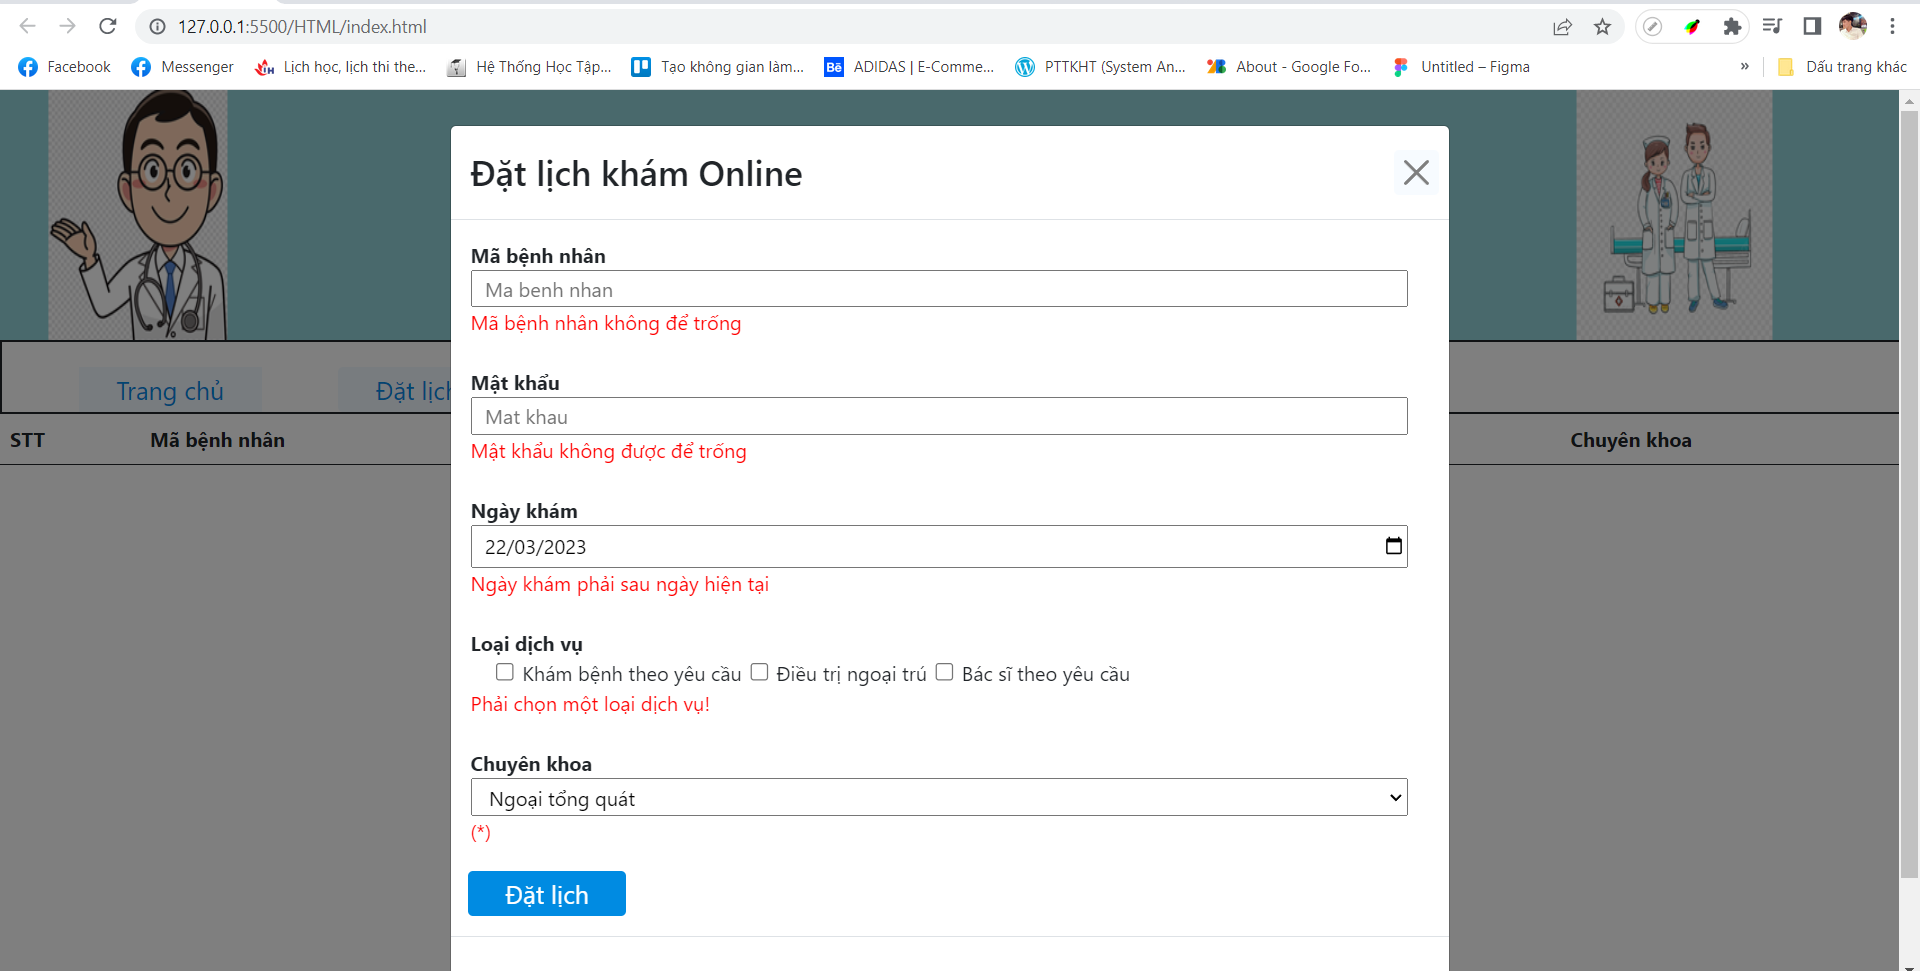 127.0.0.1:5500/HTML/index.html
Facebook Messenger Lịch học, lịch thi the... Hệ Thống Học Tập... Tạo không gian làm... Bē ADIDAS | E-Comme... PTTKHT (System An... About - Google Fo... Untitled – Figma » Dấu trang khác
Đặt lịch khám Online
Mã bệnh nhân
Ma benh nhan
Mã bệnh nhân không để trống
Mật khẩu
Mat khau
Mật khẩu không được để trống
Ngày khám
22/03/2023
Ngày khám phải sau ngày hiện tại
Loại dịch vụ
Khám bệnh theo yêu cầu Điều trị ngoại trú Bác sĩ theo yêu cầu
Phải chọn một loại dịch vụ!
Chuyên khoa
Ngoại tổng quát
(*)
Đặt lịch
Trang chủ Đặt lịch
STT Mã bệnh nhân Chuyên khoa